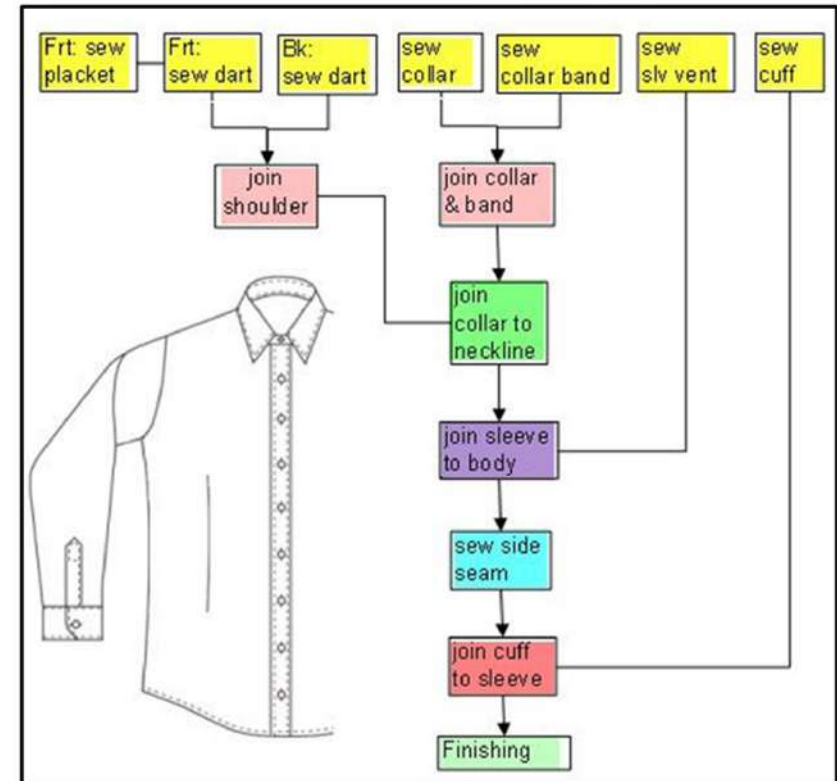 Frt: sew
placket
Frt:
sew dart
Bk:
sew dart
sew
collar
sew
collar band
sew
slv vent
sew
cuff
join
shoulder
join collar
& band
join
collar to
neckline
join sleeve
to body
sew side
seam
join cuff
to sleeve
Finishing